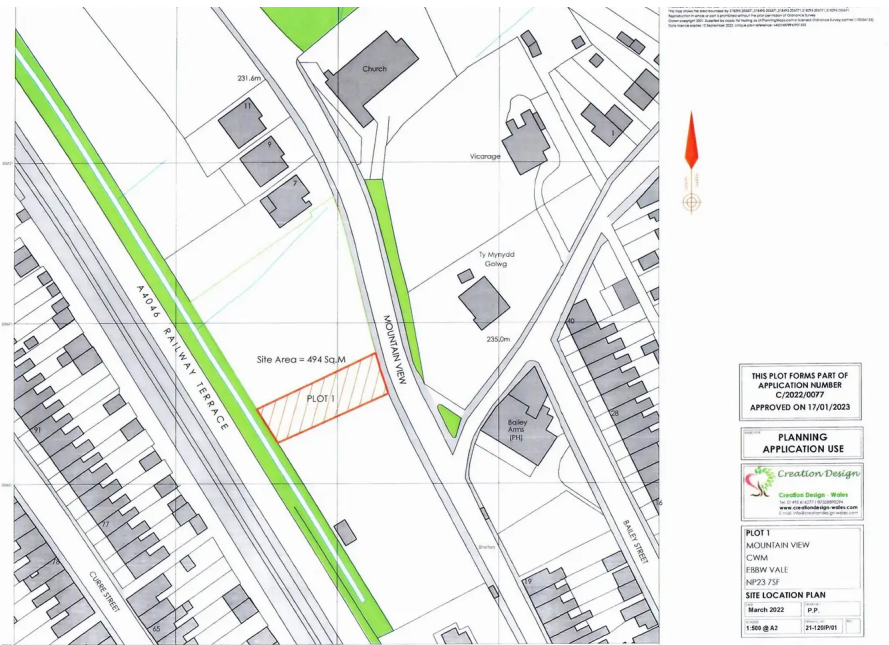 Church
231.6m
11
9
7
1
Vicarage
Ty Mynydd
Golwg
235.0m
40
A4046 RAILWAY TERRACE
MOUNTAIN VIEW
Site Area = 494 Sq.M
PLOT 1
Bailey
Arms
(PH)
28
91
77
78
65
CURRIE STREET
Shelter
19
6
BAILEY STREET
THIS PLOT FORMS PART OF
APPLICATION NUMBER
C/2022/0077
APPROVED ON 17/01/2023
PLANNING
APPLICATION USE
Creation Design
Creation Design - Wales
www.creationdesign-wales.com
PLOT 1
MOUNTAIN VIEW
CWM
EBBW VALE
NP23 7SF
SITE LOCATION PLAN
March 2022
P.P.
1:500 @ A2
21-120/P/01